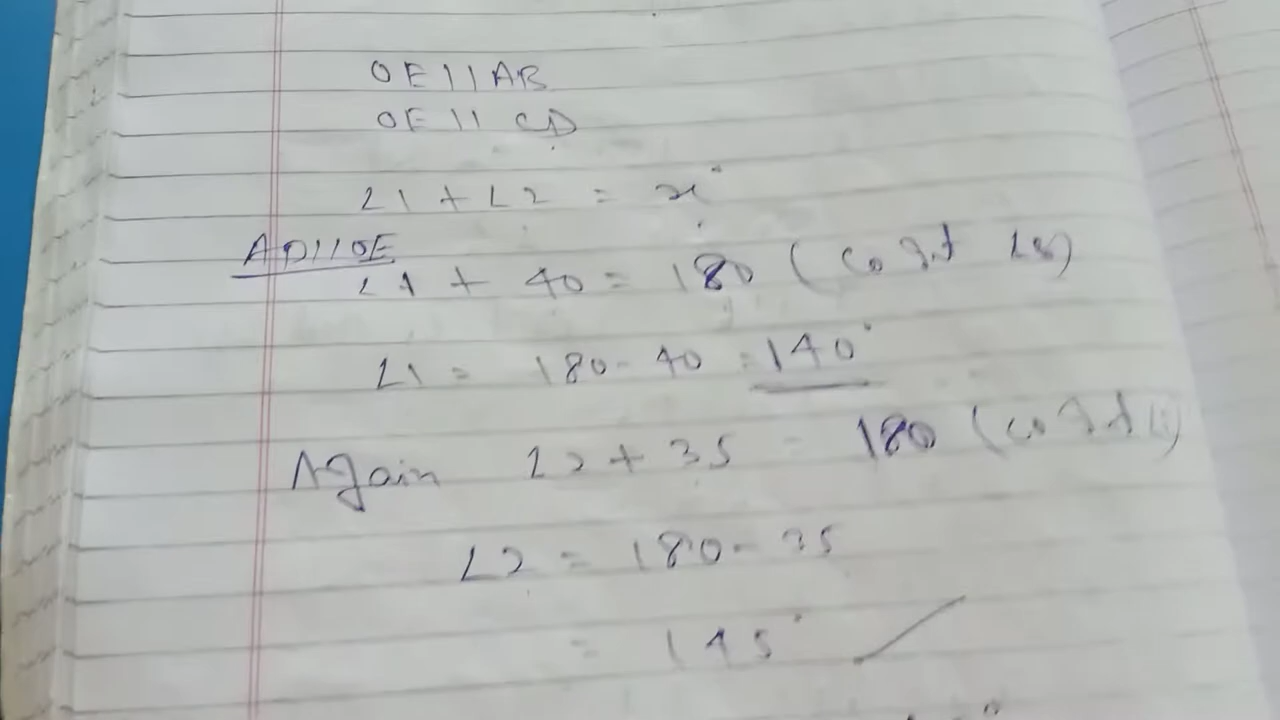 OE || AB
OE || CD
∠1 + ∠2 = x°
AD || OE
∠1 + 40 = 180 (co Int ∠s)
∠1 = 180 - 40 = 140°
Again ∠2 + 35 = 180 (co Int ∠s)
∠2 = 180 - 35
= 145°